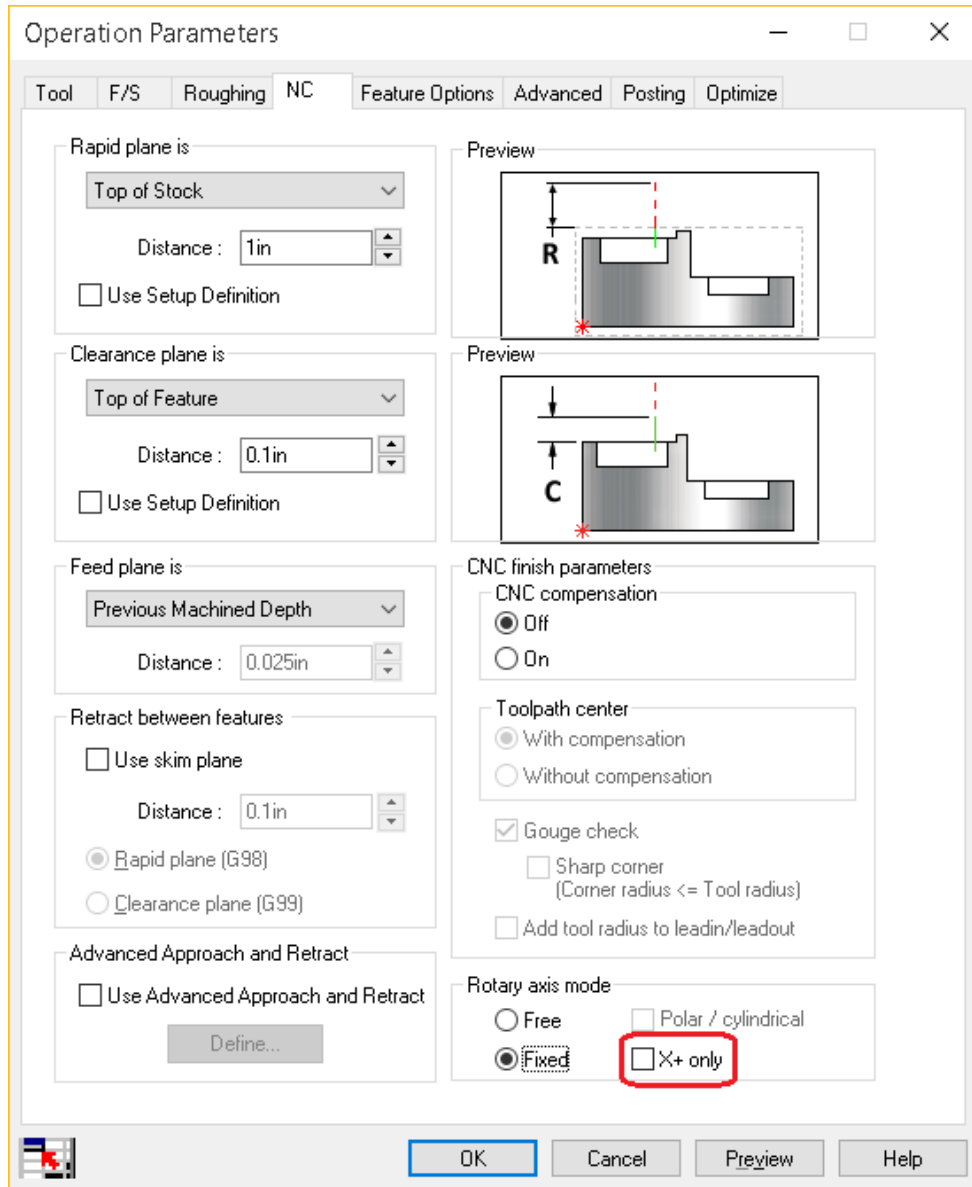 Operation Parameters
Tool F/S Roughing NC Feature Options Advanced Posting Optimize
Rapid plane is
Top of Stock
Distance : 1in
Use Setup Definition
Preview
R
Clearance plane is
Top of Feature
Distance : 0.1in
Use Setup Definition
Preview
C
Feed plane is
Previous Machined Depth
Distance : 0.025in
Retract between features
Use skim plane
Distance : 0.1in
Rapid plane (G98)
Clearance plane (G99)
Advanced Approach and Retract
Use Advanced Approach and Retract
Define...
CNC finish parameters
CNC compensation
Off
On
Toolpath center
With compensation
Without compensation
Gouge check
Sharp corner
(Corner radius <= Tool radius)
Add tool radius to leadin/leadout
Rotary axis mode
Free Polar / cylindrical
Fixed X+ only
OK Cancel Preview Help